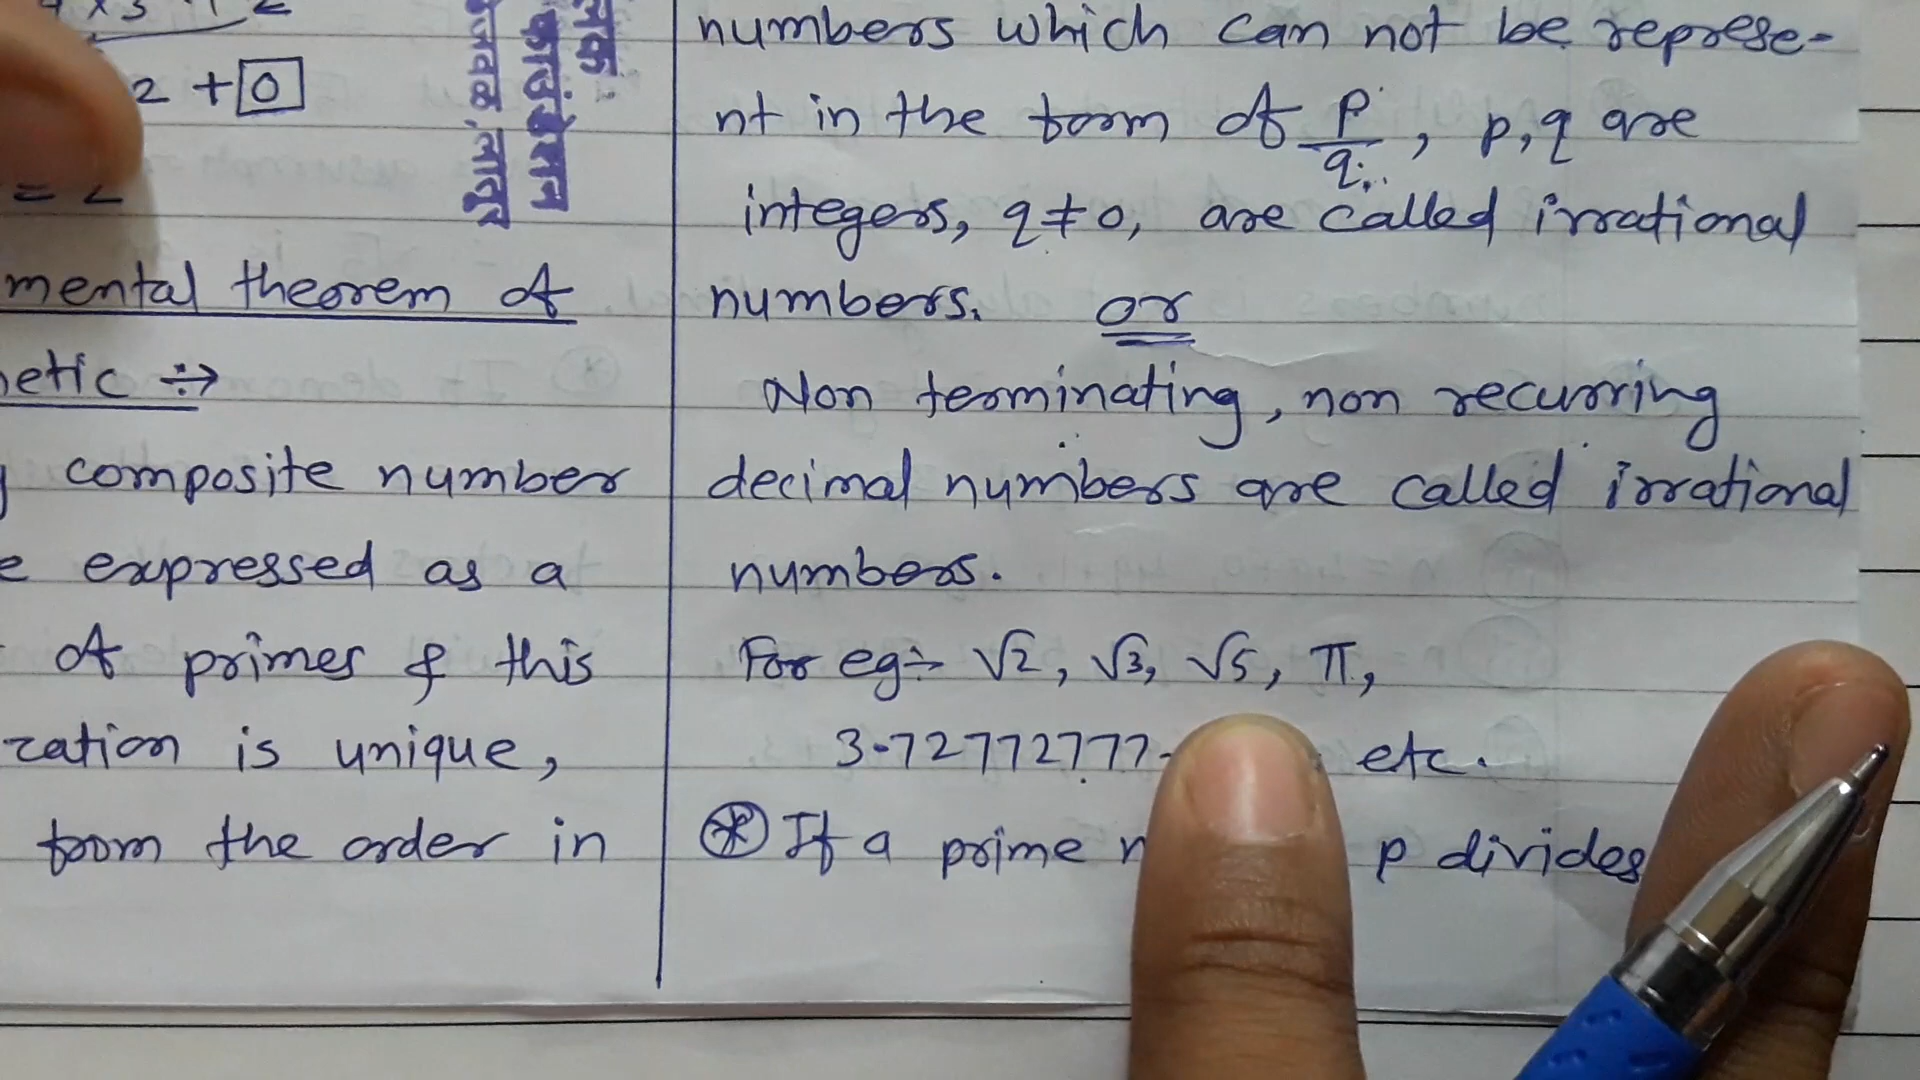 2 + 0
= 2
mental theorem of
etic ÷→
composite number
e expressed as a
of primes & this
zation is unique,
from the order in
numbers which can not be represe-
nt in the form of p/q, p,q are
integers, q≠0, are called irrational
numbers. or
Non terminating, non recurring
decimal numbers are called irrational
numbers.
For eg÷ √2, √3, √5, π,
3.72772777- etc.
⊛ If a prime p divides